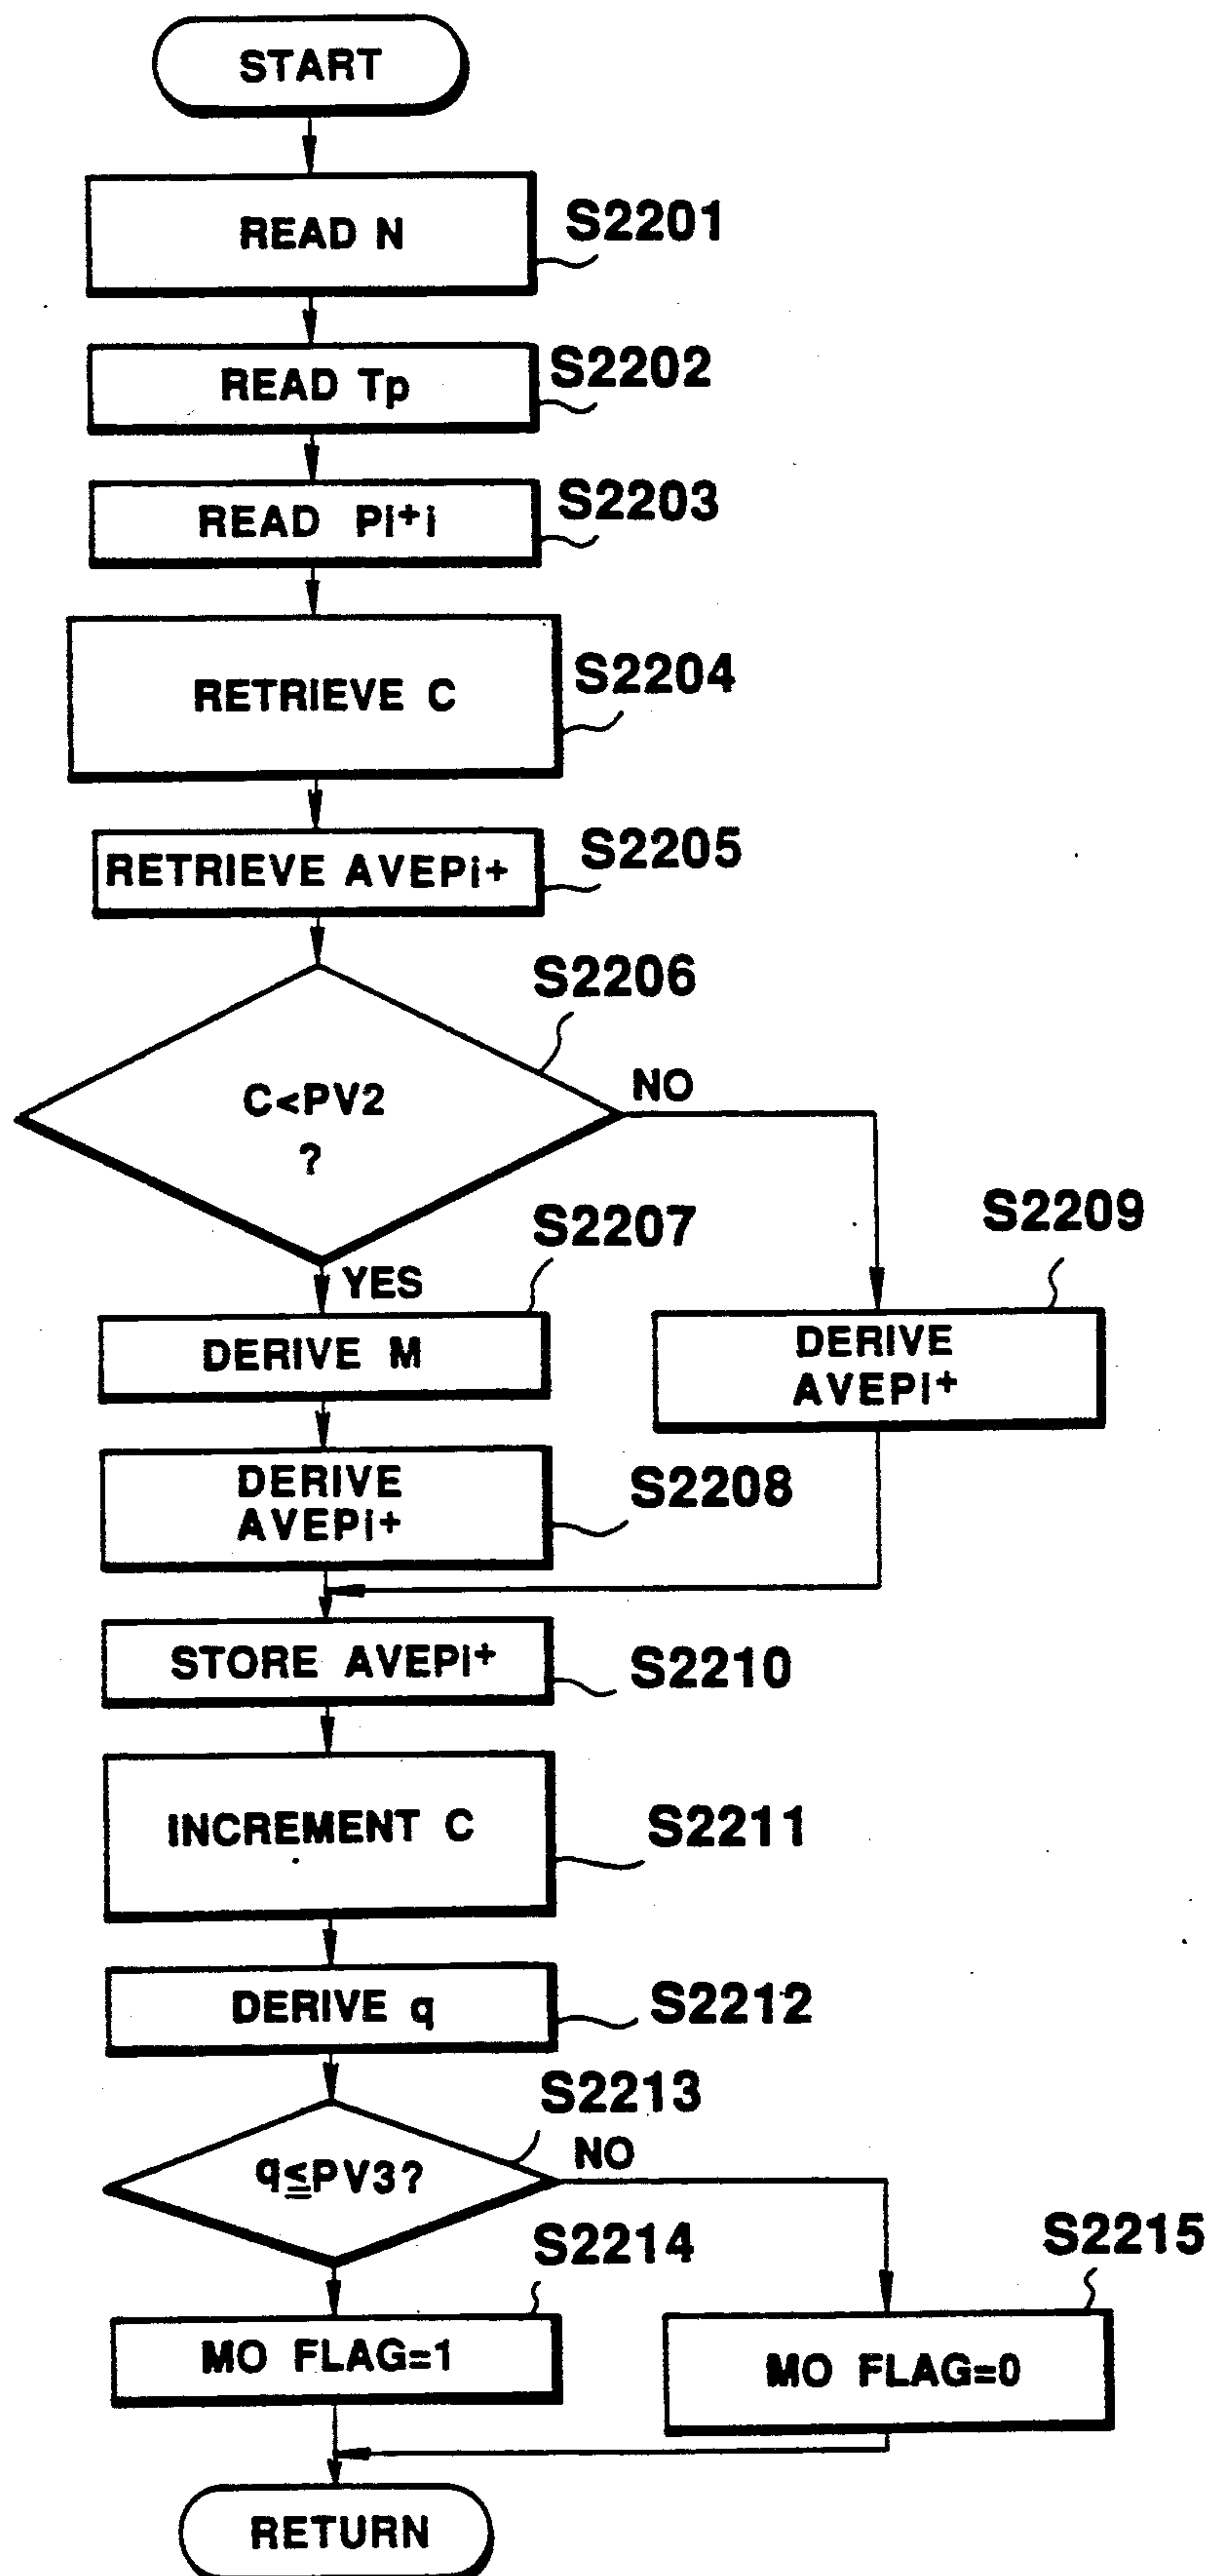 START
READ N
S2201
READ Tp
S2202
READ Pi+i
S2203
RETRIEVE C
S2204
RETRIEVE AVEPi+
S2205
S2206
C<PV2
?
NO
YES
S2207
DERIVE M
S2209
DERIVE
AVEPi+
DERIVE
AVEPi+
S2208
STORE AVEPi+
S2210
INCREMENT C
S2211
DERIVE q
S2212
S2213
q≦PV3?
NO
S2214
MO FLAG=1
S2215
MO FLAG=0
RETURN